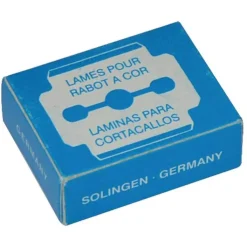 LAMES POUR
RABOT A COR
LAMINAS PARA
CORTACALLOS
SOLINGEN · GERMANY